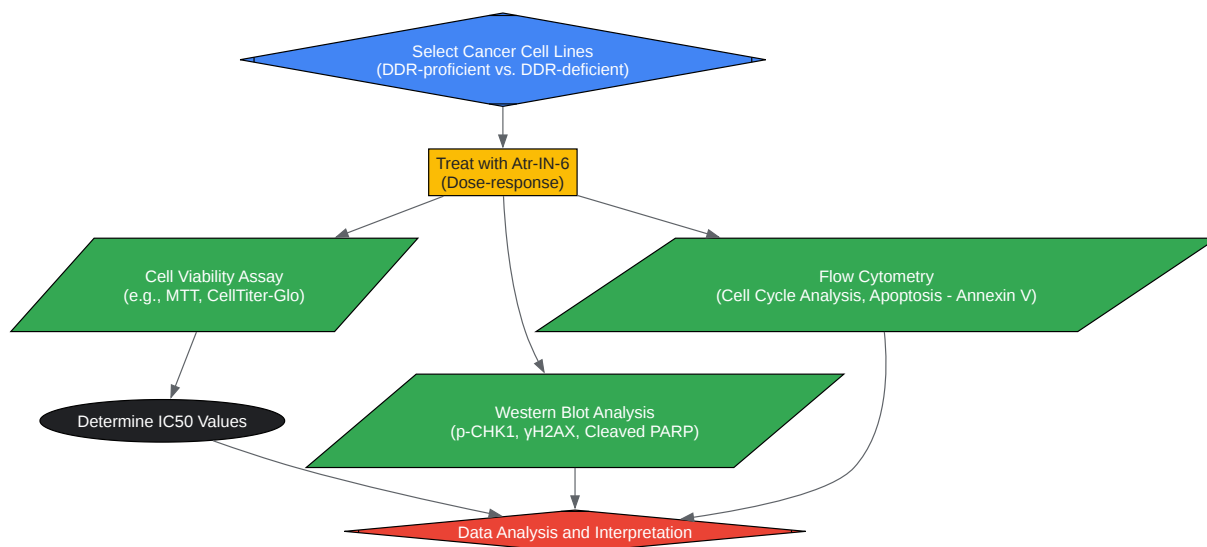 Select Cancer Cell Lines
(DDR-proficient vs. DDR-deficient)
Treat with Atr-IN-6
(Dose-response)
Cell Viability Assay
(e.g., MTT, CellTiter-Glo)
Flow Cytometry
(Cell Cycle Analysis, Apoptosis - Annexin V)
Determine IC50 Values
Western Blot Analysis
(p-CHK1, γH2AX, Cleaved PARP)
Data Analysis and Interpretation